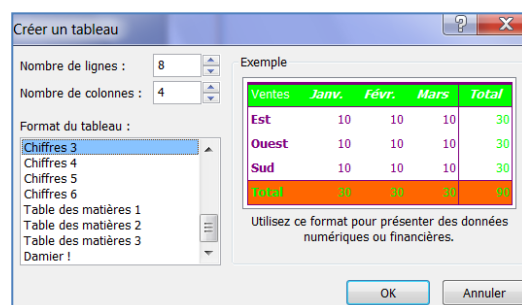 Créer un tableau
Nombre de lignes : 8
Nombre de colonnes : 4
Format du tableau :
Chiffres 3
Chiffres 4
Chiffres 5
Chiffres 6
Table des matières 1
Table des matières 2
Table des matières 3
Damier !
Exemple
Ventes Janv. Févr. Mars Total
Est 10 10 10 30
Ouest 10 10 10 30
Sud 10 10 10 30
Total 30 30 30 90
Utilisez ce format pour présenter des données
numériques ou financières.
OK Annuler